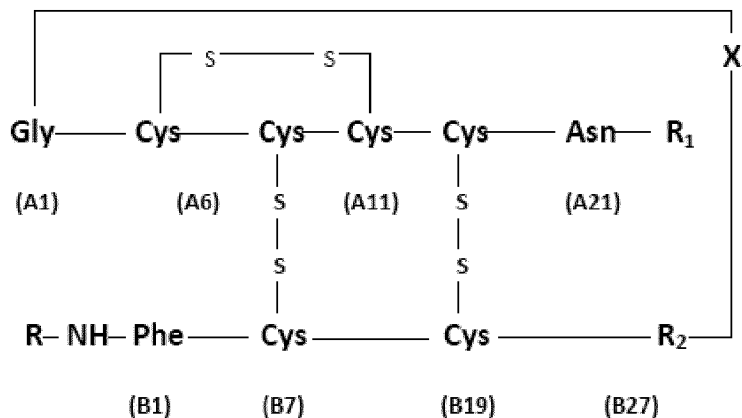 X
S S
Gly Cys Cys Cys Cys Asn R₁
(A1) (A6) S (A11) S (A21)
S S
R NH Phe Cys Cys R₂
(B1) (B7) (B19) (B27)